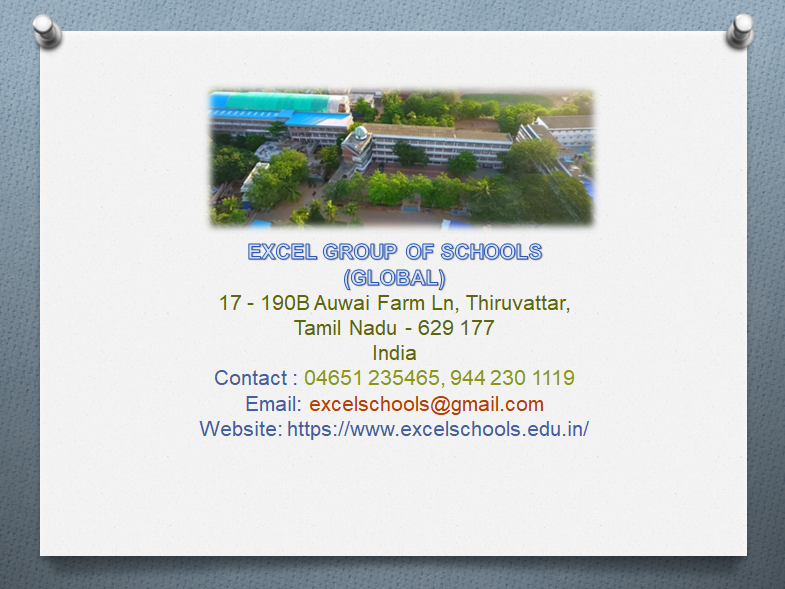 EXCEL GROUP OF SCHOOLS
(GLOBAL)
17 - 190B Auwai Farm Ln, Thiruvattar,
Tamil Nadu - 629 177
India
Contact : 04651 235465, 944 230 1119
Email: excelschools@gmail.com
Website: https://www.excelschools.edu.in/